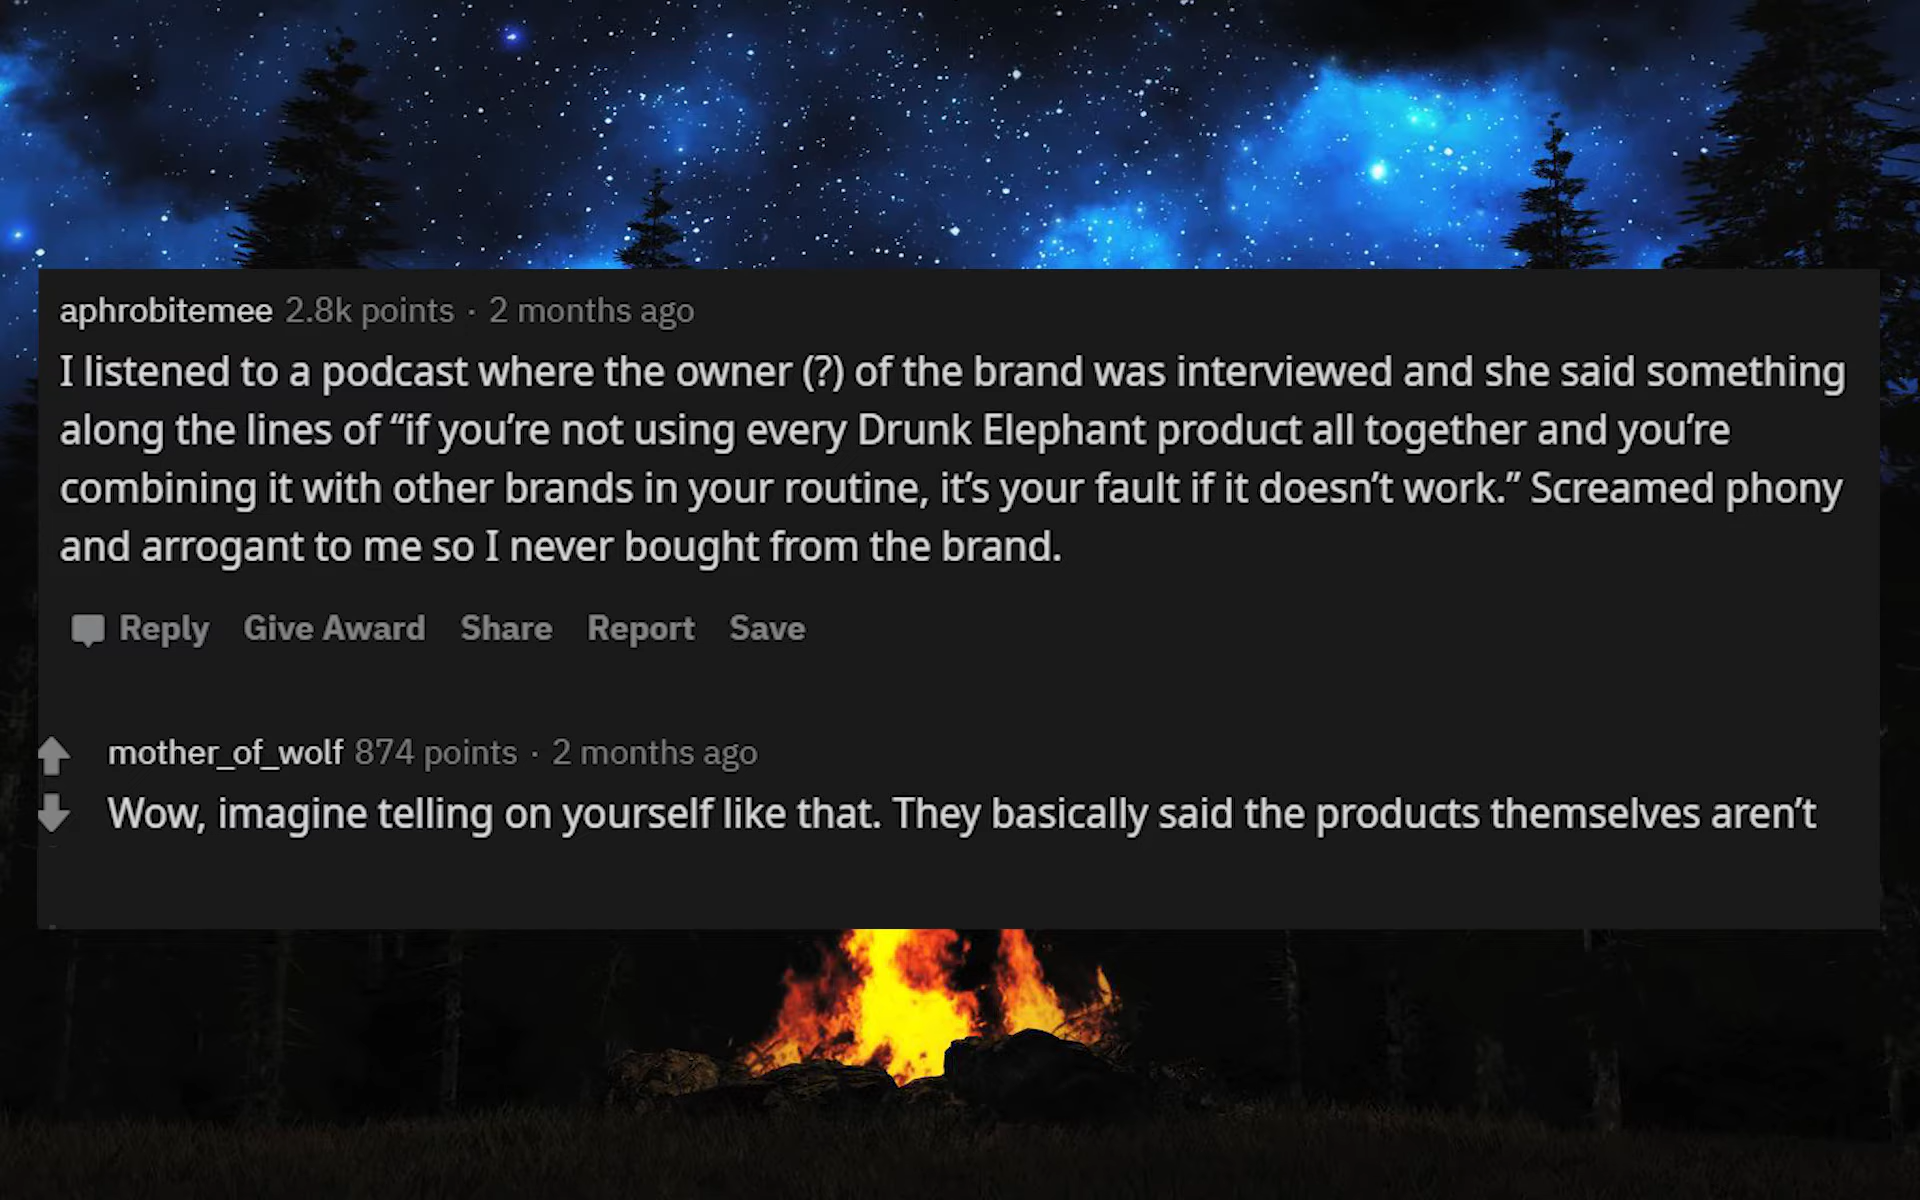 aphrobitemee 2.8k points · 2 months ago
I listened to a podcast where the owner (?) of the brand was interviewed and she said something
along the lines of “if you’re not using every Drunk Elephant product all together and you’re
combining it with other brands in your routine, it’s your fault if it doesn’t work.” Screamed phony
and arrogant to me so I never bought from the brand.
Reply Give Award Share Report Save
mother_of_wolf 874 points · 2 months ago
Wow, imagine telling on yourself like that. They basically said the products themselves aren’t